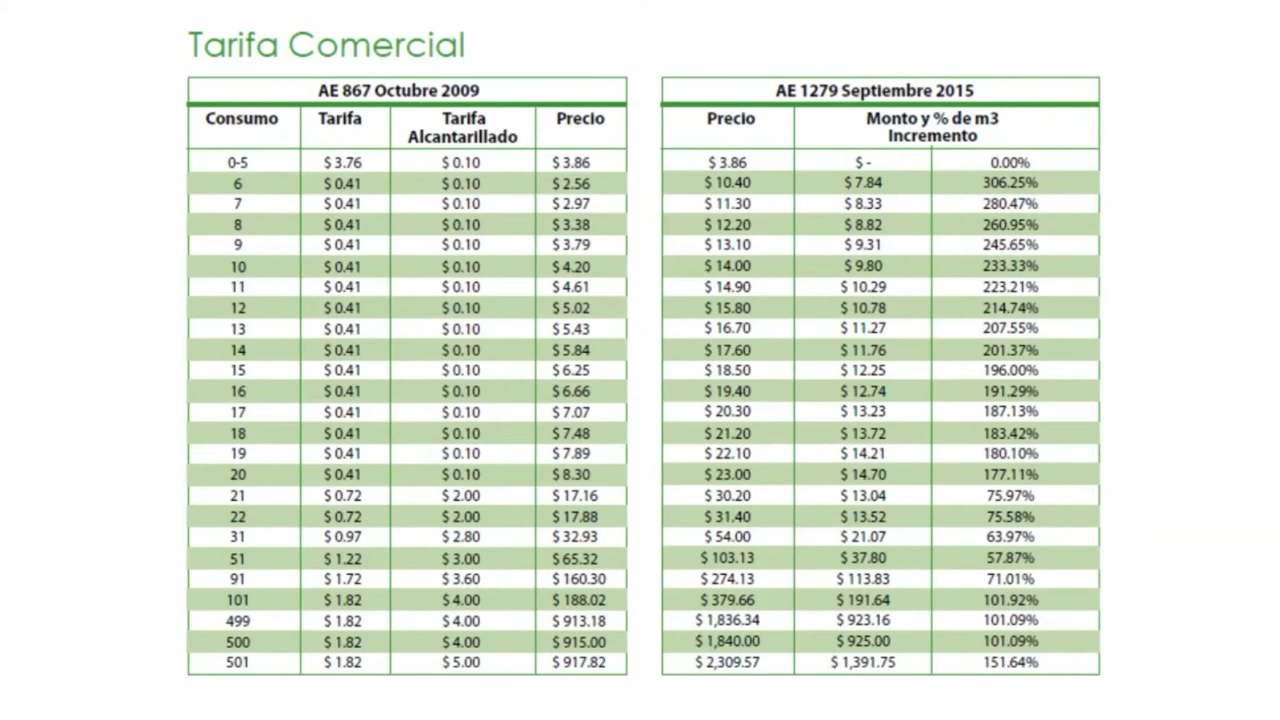 Tarifa Comercial
AE 867 Octubre 2009 AE 1279 Septiembre 2015
Consumo Tarifa Tarifa Alcantarillado Precio Precio Monto y % de m3 Incremento
0-5 $ 3.76 $ 0.10 $ 3.86 $ 3.86 $ - 0.00%
6 $ 0.41 $ 0.10 $ 2.56 $ 10.40 $ 7.84 306.25%
7 $ 0.41 $ 0.10 $ 2.97 $ 11.30 $ 8.33 280.47%
8 $ 0.41 $ 0.10 $ 3.38 $ 12.20 $ 8.82 260.95%
9 $ 0.41 $ 0.10 $ 3.79 $ 13.10 $ 9.31 245.65%
10 $ 0.41 $ 0.10 $ 4.20 $ 14.00 $ 9.80 233.33%
11 $ 0.41 $ 0.10 $ 4.61 $ 14.90 $ 10.29 223.21%
12 $ 0.41 $ 0.10 $ 5.02 $ 15.80 $ 10.78 214.74%
13 $ 0.41 $ 0.10 $ 5.43 $ 16.70 $ 11.27 207.55%
14 $ 0.41 $ 0.10 $ 5.84 $ 17.60 $ 11.76 201.37%
15 $ 0.41 $ 0.10 $ 6.25 $ 18.50 $ 12.25 196.00%
16 $ 0.41 $ 0.10 $ 6.66 $ 19.40 $ 12.74 191.29%
17 $ 0.41 $ 0.10 $ 7.07 $ 20.30 $ 13.23 187.13%
18 $ 0.41 $ 0.10 $ 7.48 $ 21.20 $ 13.72 183.42%
19 $ 0.41 $ 0.10 $ 7.89 $ 22.10 $ 14.21 180.10%
20 $ 0.41 $ 0.10 $ 8.30 $ 23.00 $ 14.70 177.11%
21 $ 0.72 $ 2.00 $ 17.16 $ 30.20 $ 13.04 75.97%
22 $ 0.72 $ 2.00 $ 17.88 $ 31.40 $ 13.52 75.58%
31 $ 0.97 $ 2.80 $ 32.93 $ 54.00 $ 21.07 63.97%
51 $ 1.22 $ 3.00 $ 65.32 $ 103.13 $ 37.80 57.87%
91 $ 1.72 $ 3.60 $ 160.30 $ 274.13 $ 113.83 71.01%
101 $ 1.82 $ 4.00 $ 188.02 $ 379.66 $ 191.64 101.92%
499 $ 1.82 $ 4.00 $ 913.18 $ 1,836.34 $ 923.16 101.09%
500 $ 1.82 $ 4.00 $ 915.00 $ 1,840.00 $ 925.00 101.09%
501 $ 1.82 $ 5.00 $ 917.82 $ 2,309.57 $ 1,391.75 151.64%